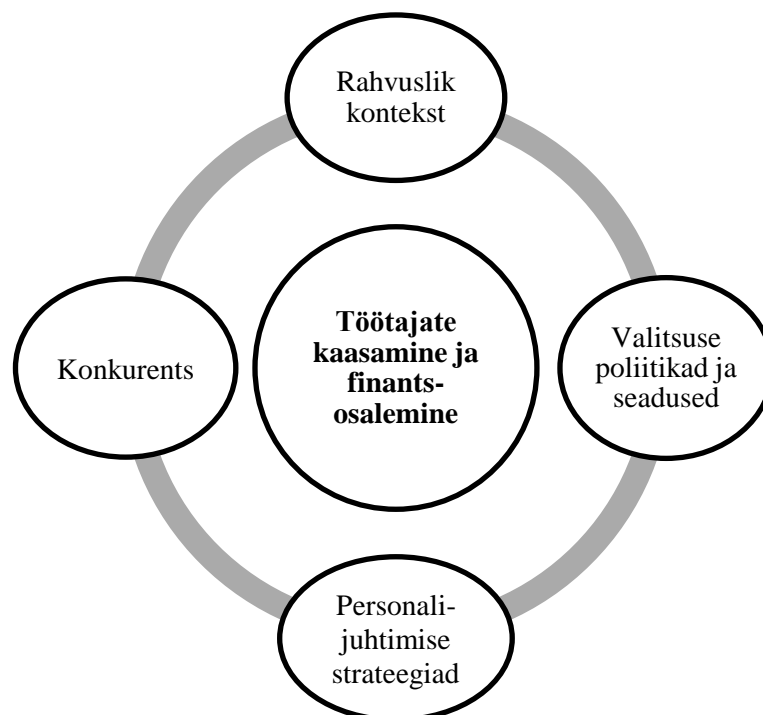 Rahvuslik
kontekst
Konkurents
Töötajate
kaasamine ja
finants-
osalemine
Valitsuse
poliitikad ja
seadused
Personali-
juhtimise
strateegiad